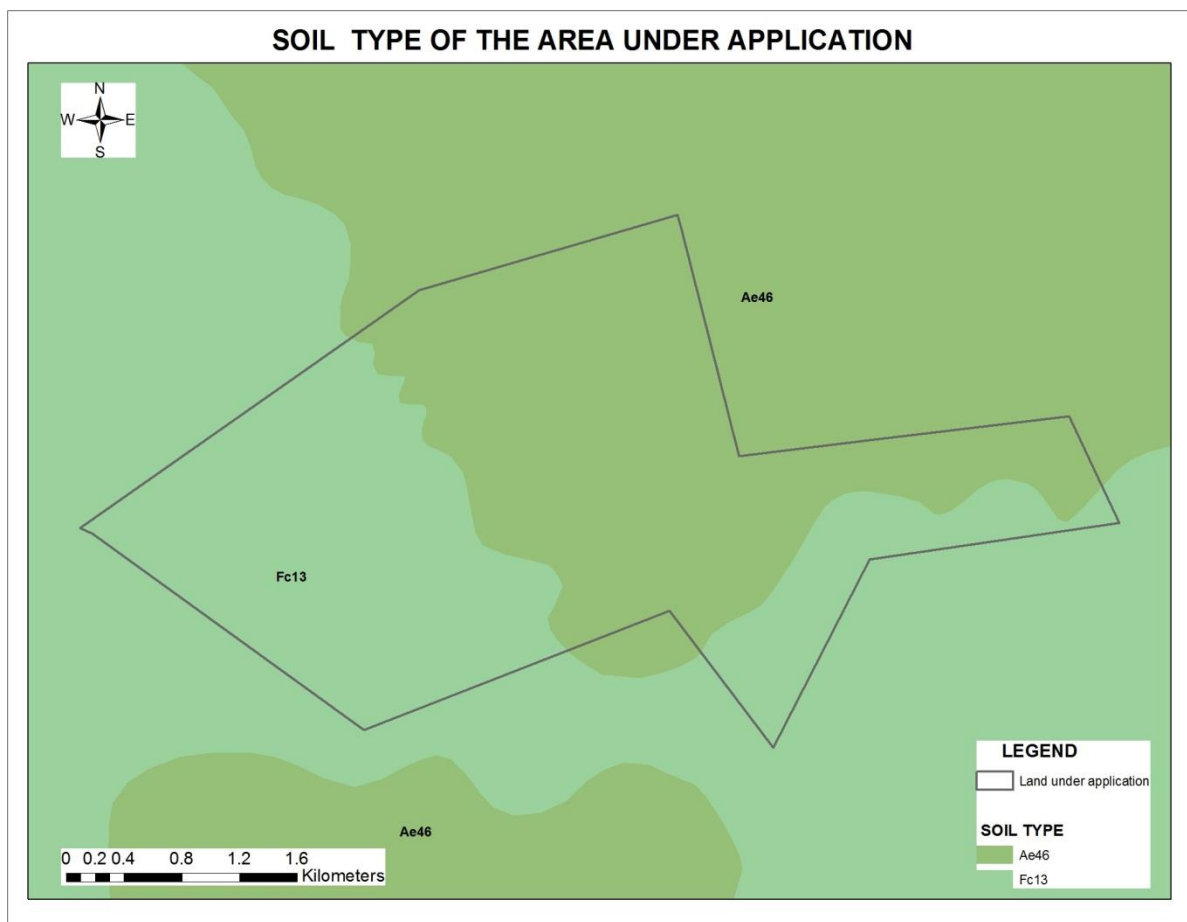 SOIL TYPE OF THE AREA UNDER APPLICATION
N
W E
S
Ae46
Fc13
Ae46
LEGEND
Land under application
SOIL TYPE
Ae46
Fc13
0 0.2 0.4 0.8 1.2 1.6
Kilometers